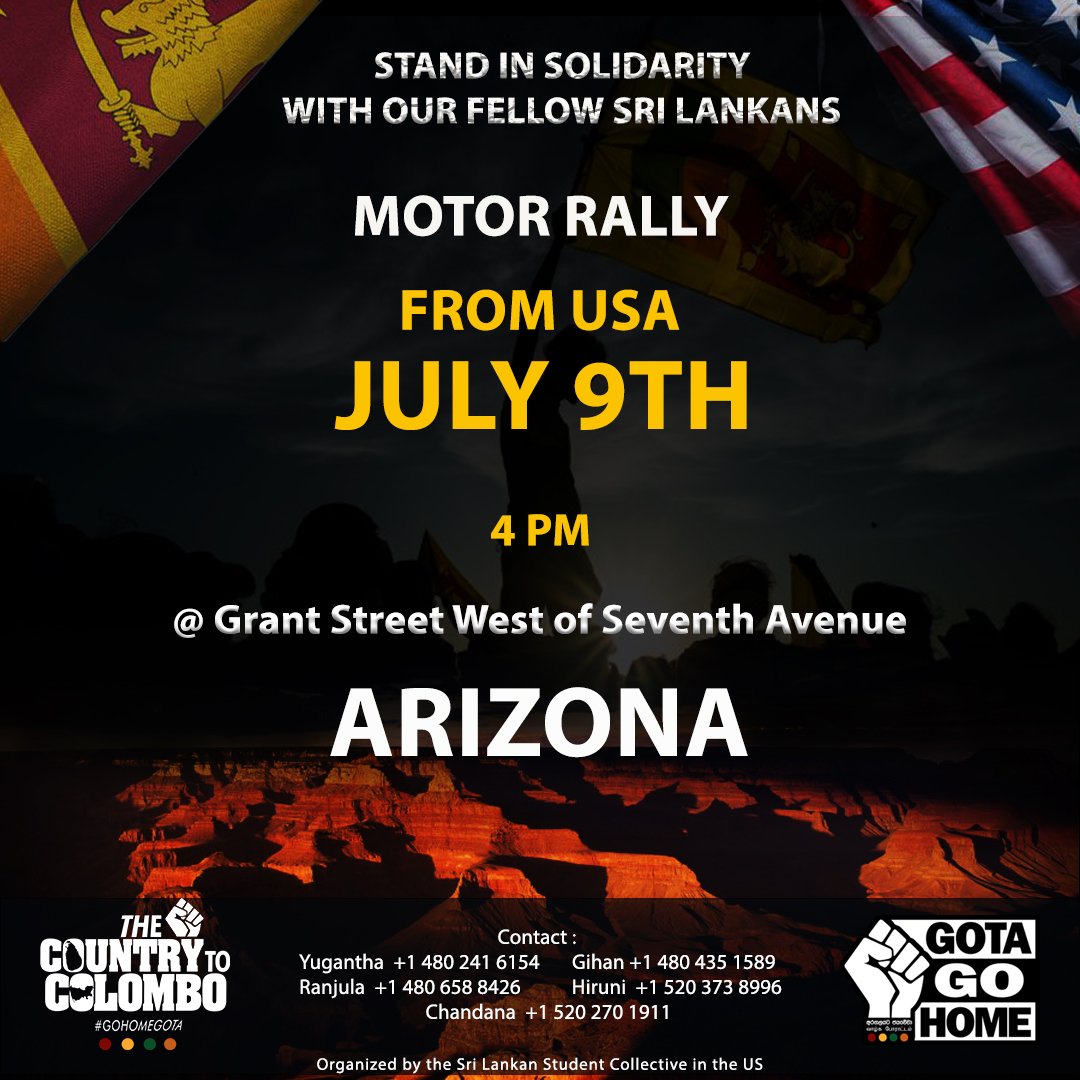 STAND IN SOLIDARITY
WITH OUR FELLOW SRI LANKANS
MOTOR RALLY
FROM USA
JULY 9TH
4 PM
@ Grant Street West of Seventh Avenue
ARIZONA
THE
COUNTRY TO
COLOMBO
#GOHOMEGOTA
Contact :
Yugantha +1 480 241 6154 Gihan +1 480 435 1589
Ranjula +1 480 658 8426 Hiruni +1 520 373 8996
Chandana +1 520 270 1911
GOTA
GO
HOME
අරගලයට ජයවේවා
வாழ்க போராட்டம்
Organized by the Sri Lankan Student Collective in the US